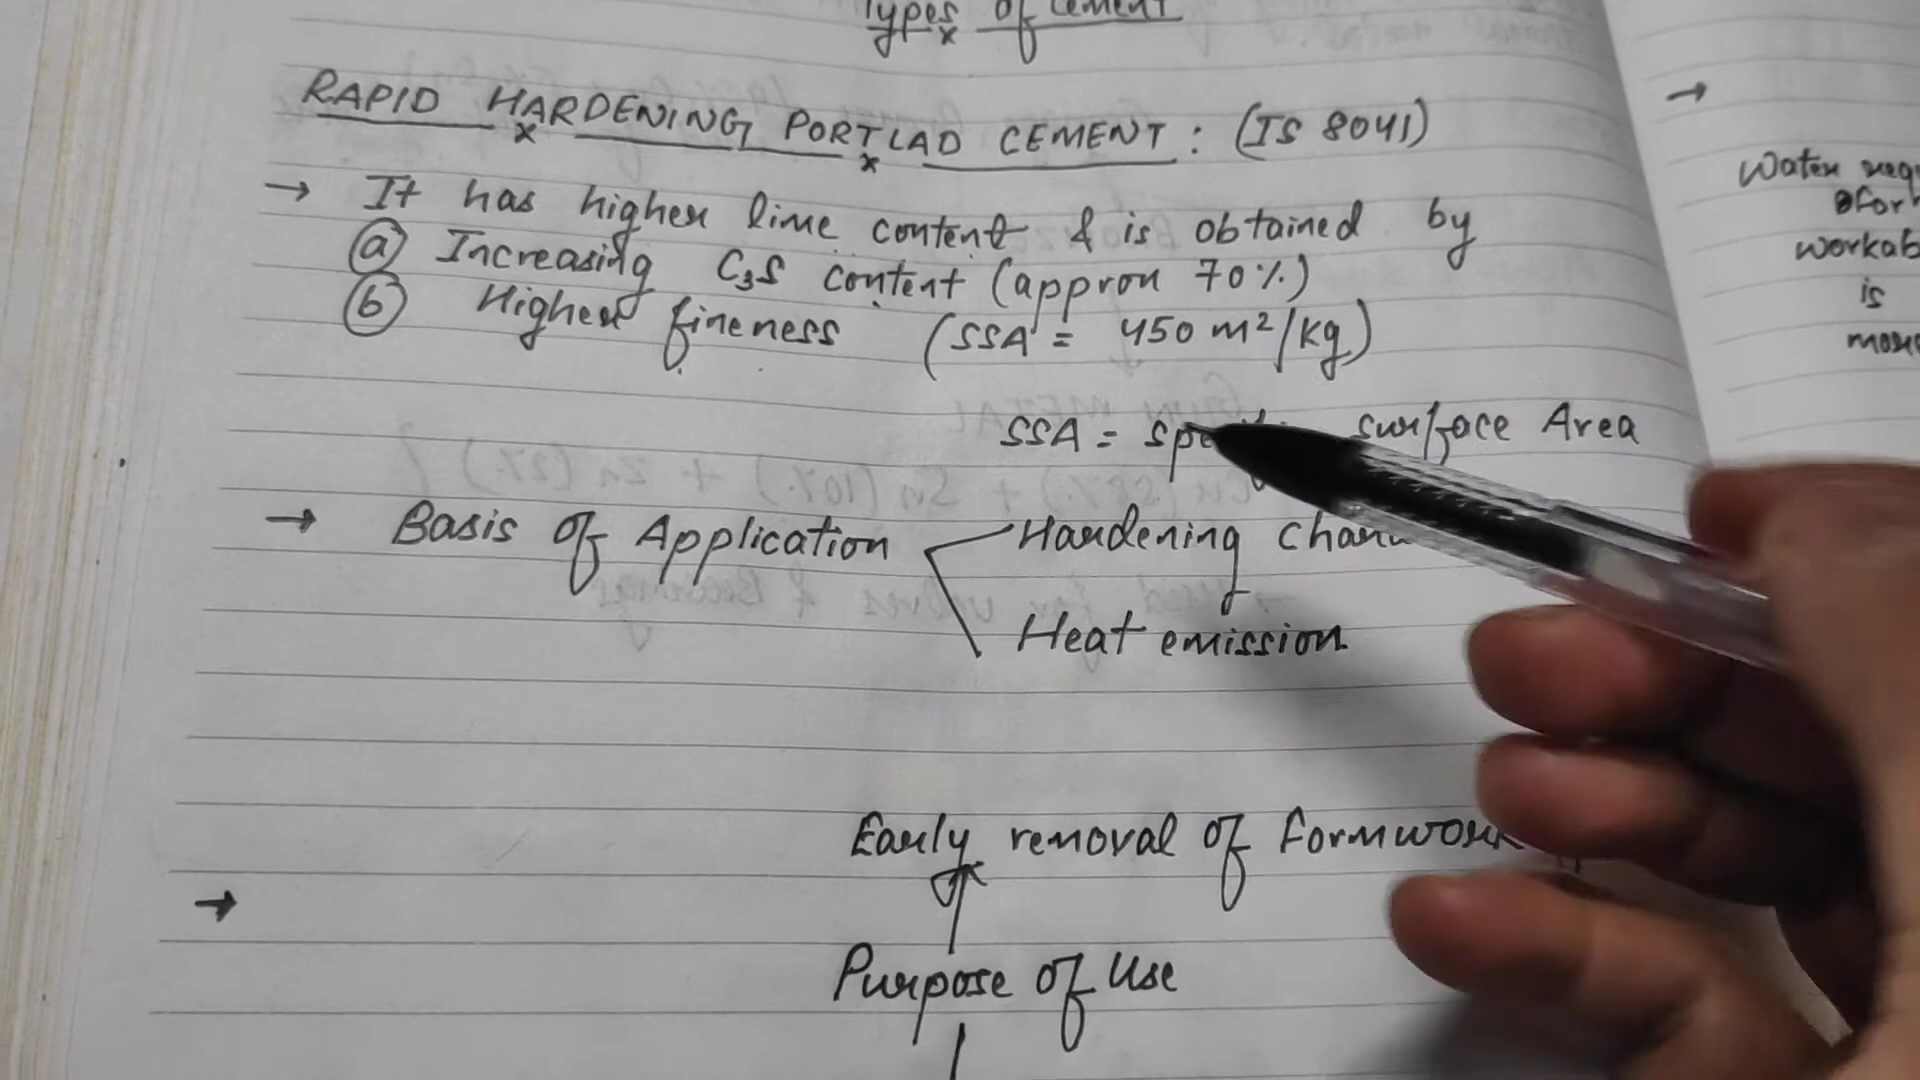 Types of cement
RAPID HARDENING PORTLAD CEMENT : (IS 8041)
→ It has higher lime content & is obtained by
(a) Increasing C₃S content (approx 70%)
(b) Higher fineness (SSA = 450 m²/kg)
SSA = surface Area
→ Basis of Application
Hardening
Heat emission
Early removal of formwork
→
Purpose of Use
→
Water
workab
is